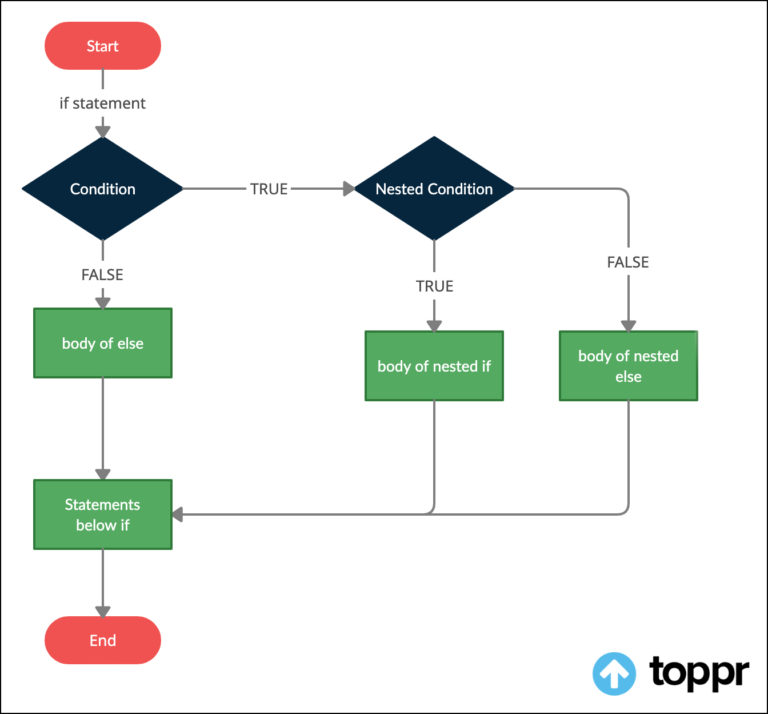 Start
if statement
Condition
TRUE
Nested Condition
FALSE
TRUE
FALSE
body of else
body of nested if
body of nested
else
Statements
below if
End
toppr